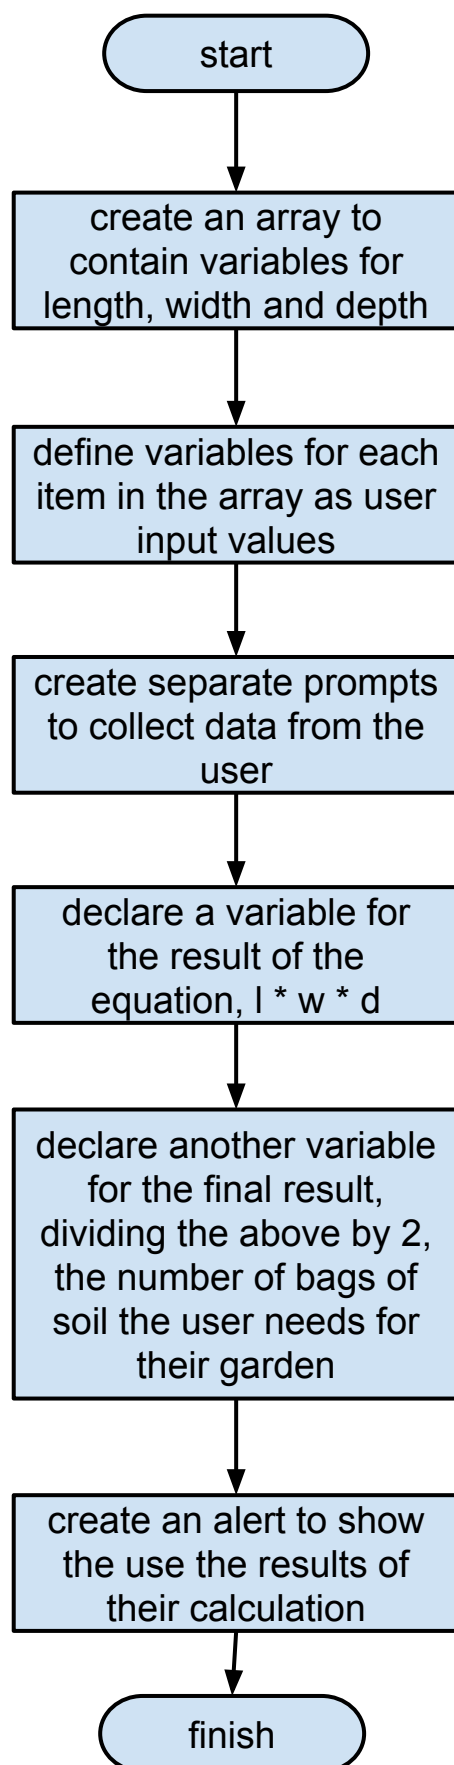 start
create an array to
contain variables for
length, width and depth
define variables for each
item in the array as user
input values
create separate prompts
to collect data from the
user
declare a variable for
the result of the
equation, l * w * d
declare another variable
for the final result,
dividing the above by 2,
the number of bags of
soil the user needs for
their garden
create an alert to show
the use the results of
their calculation
finish